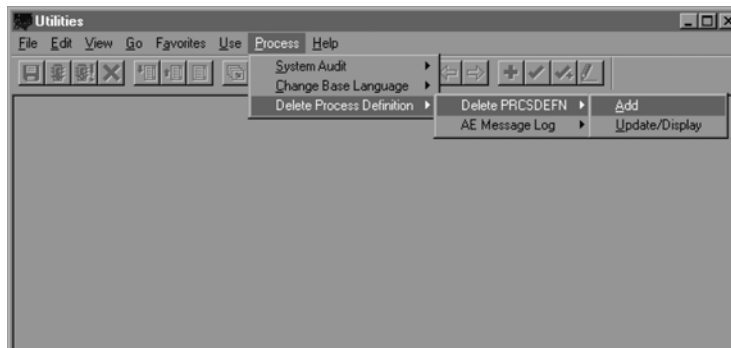 Utilities
File Edit View Go Favorites Use Process Help
System Audit
Change Base Language
Delete Process Definition
Delete PRCSDEFN
AE Message Log
Add
Update/Display